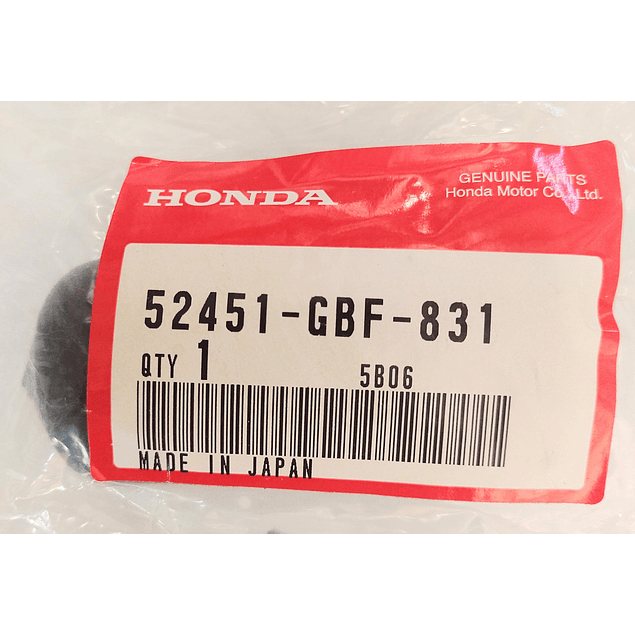 HONDA
GENUINE PARTS
Honda Motor Co., Ltd.
52451-GBF-831
QTY 1
5B06
MADE IN JAPAN